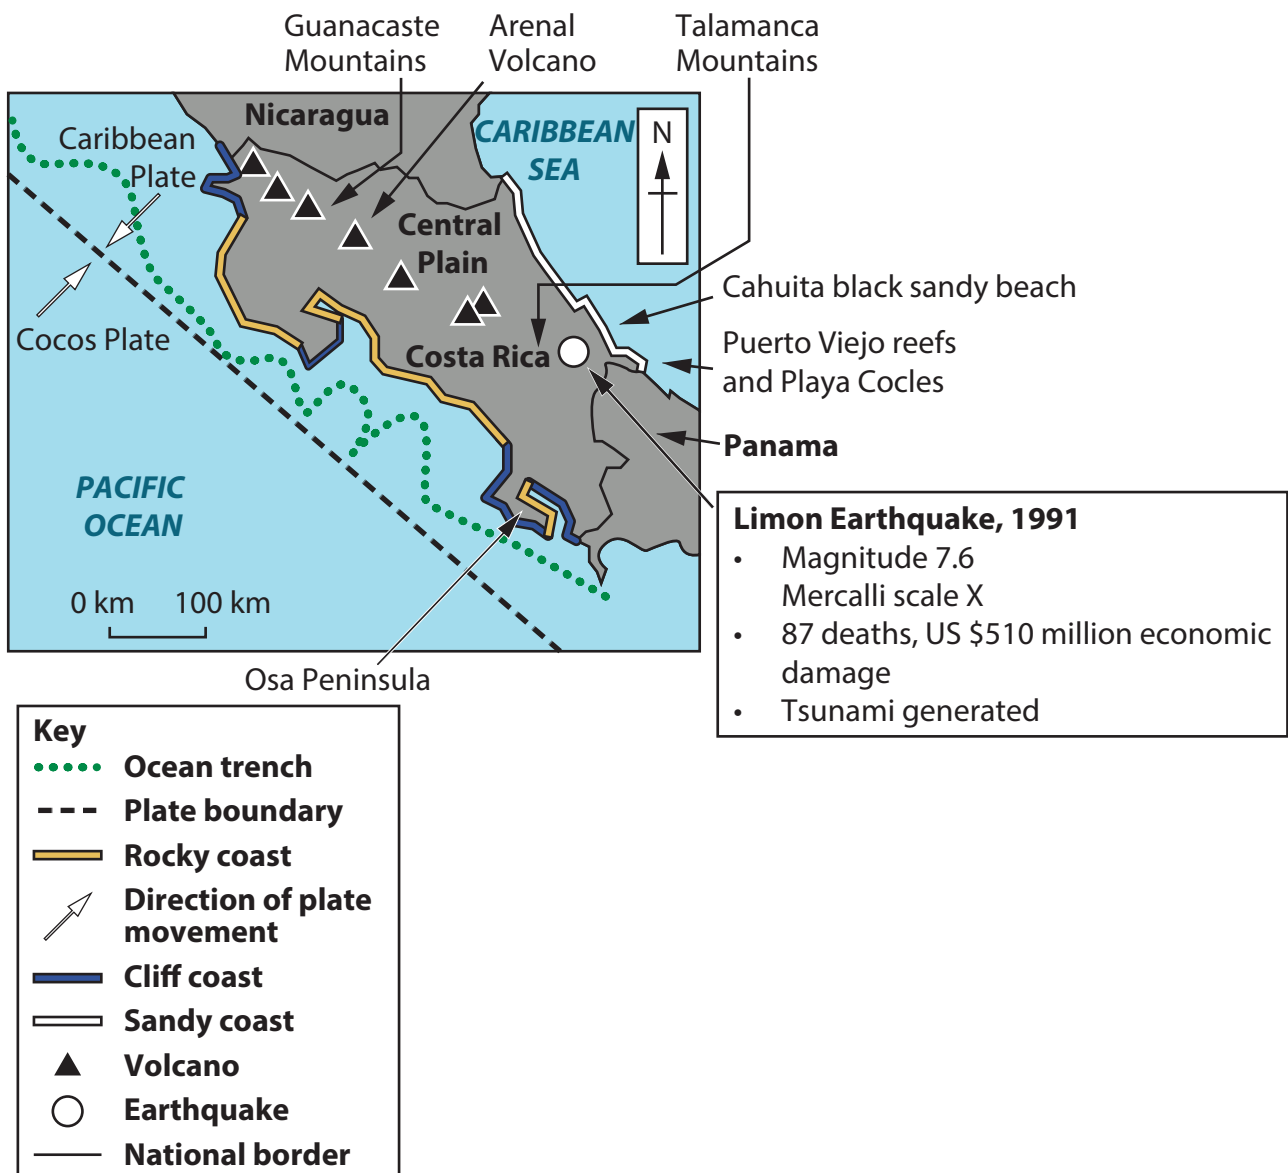 Guanacaste
Mountains
Arenal
Volcano
Talamanca
Mountains
Nicaragua
CARIBBEAN
SEA
N
Caribbean
Plate
Central
Plain
Cahuita black sandy beach
Cocos Plate
Costa Rica
Puerto Viejo reefs
and Playa Cocles
Panama
PACIFIC
OCEAN
0 km 100 km
Osa Peninsula
Limon Earthquake, 1991
• Magnitude 7.6
Mercalli scale X
• 87 deaths, US $510 million economic
damage
• Tsunami generated
Key
Ocean trench
Plate boundary
Rocky coast
Direction of plate
movement
Cliff coast
Sandy coast
Volcano
Earthquake
National border